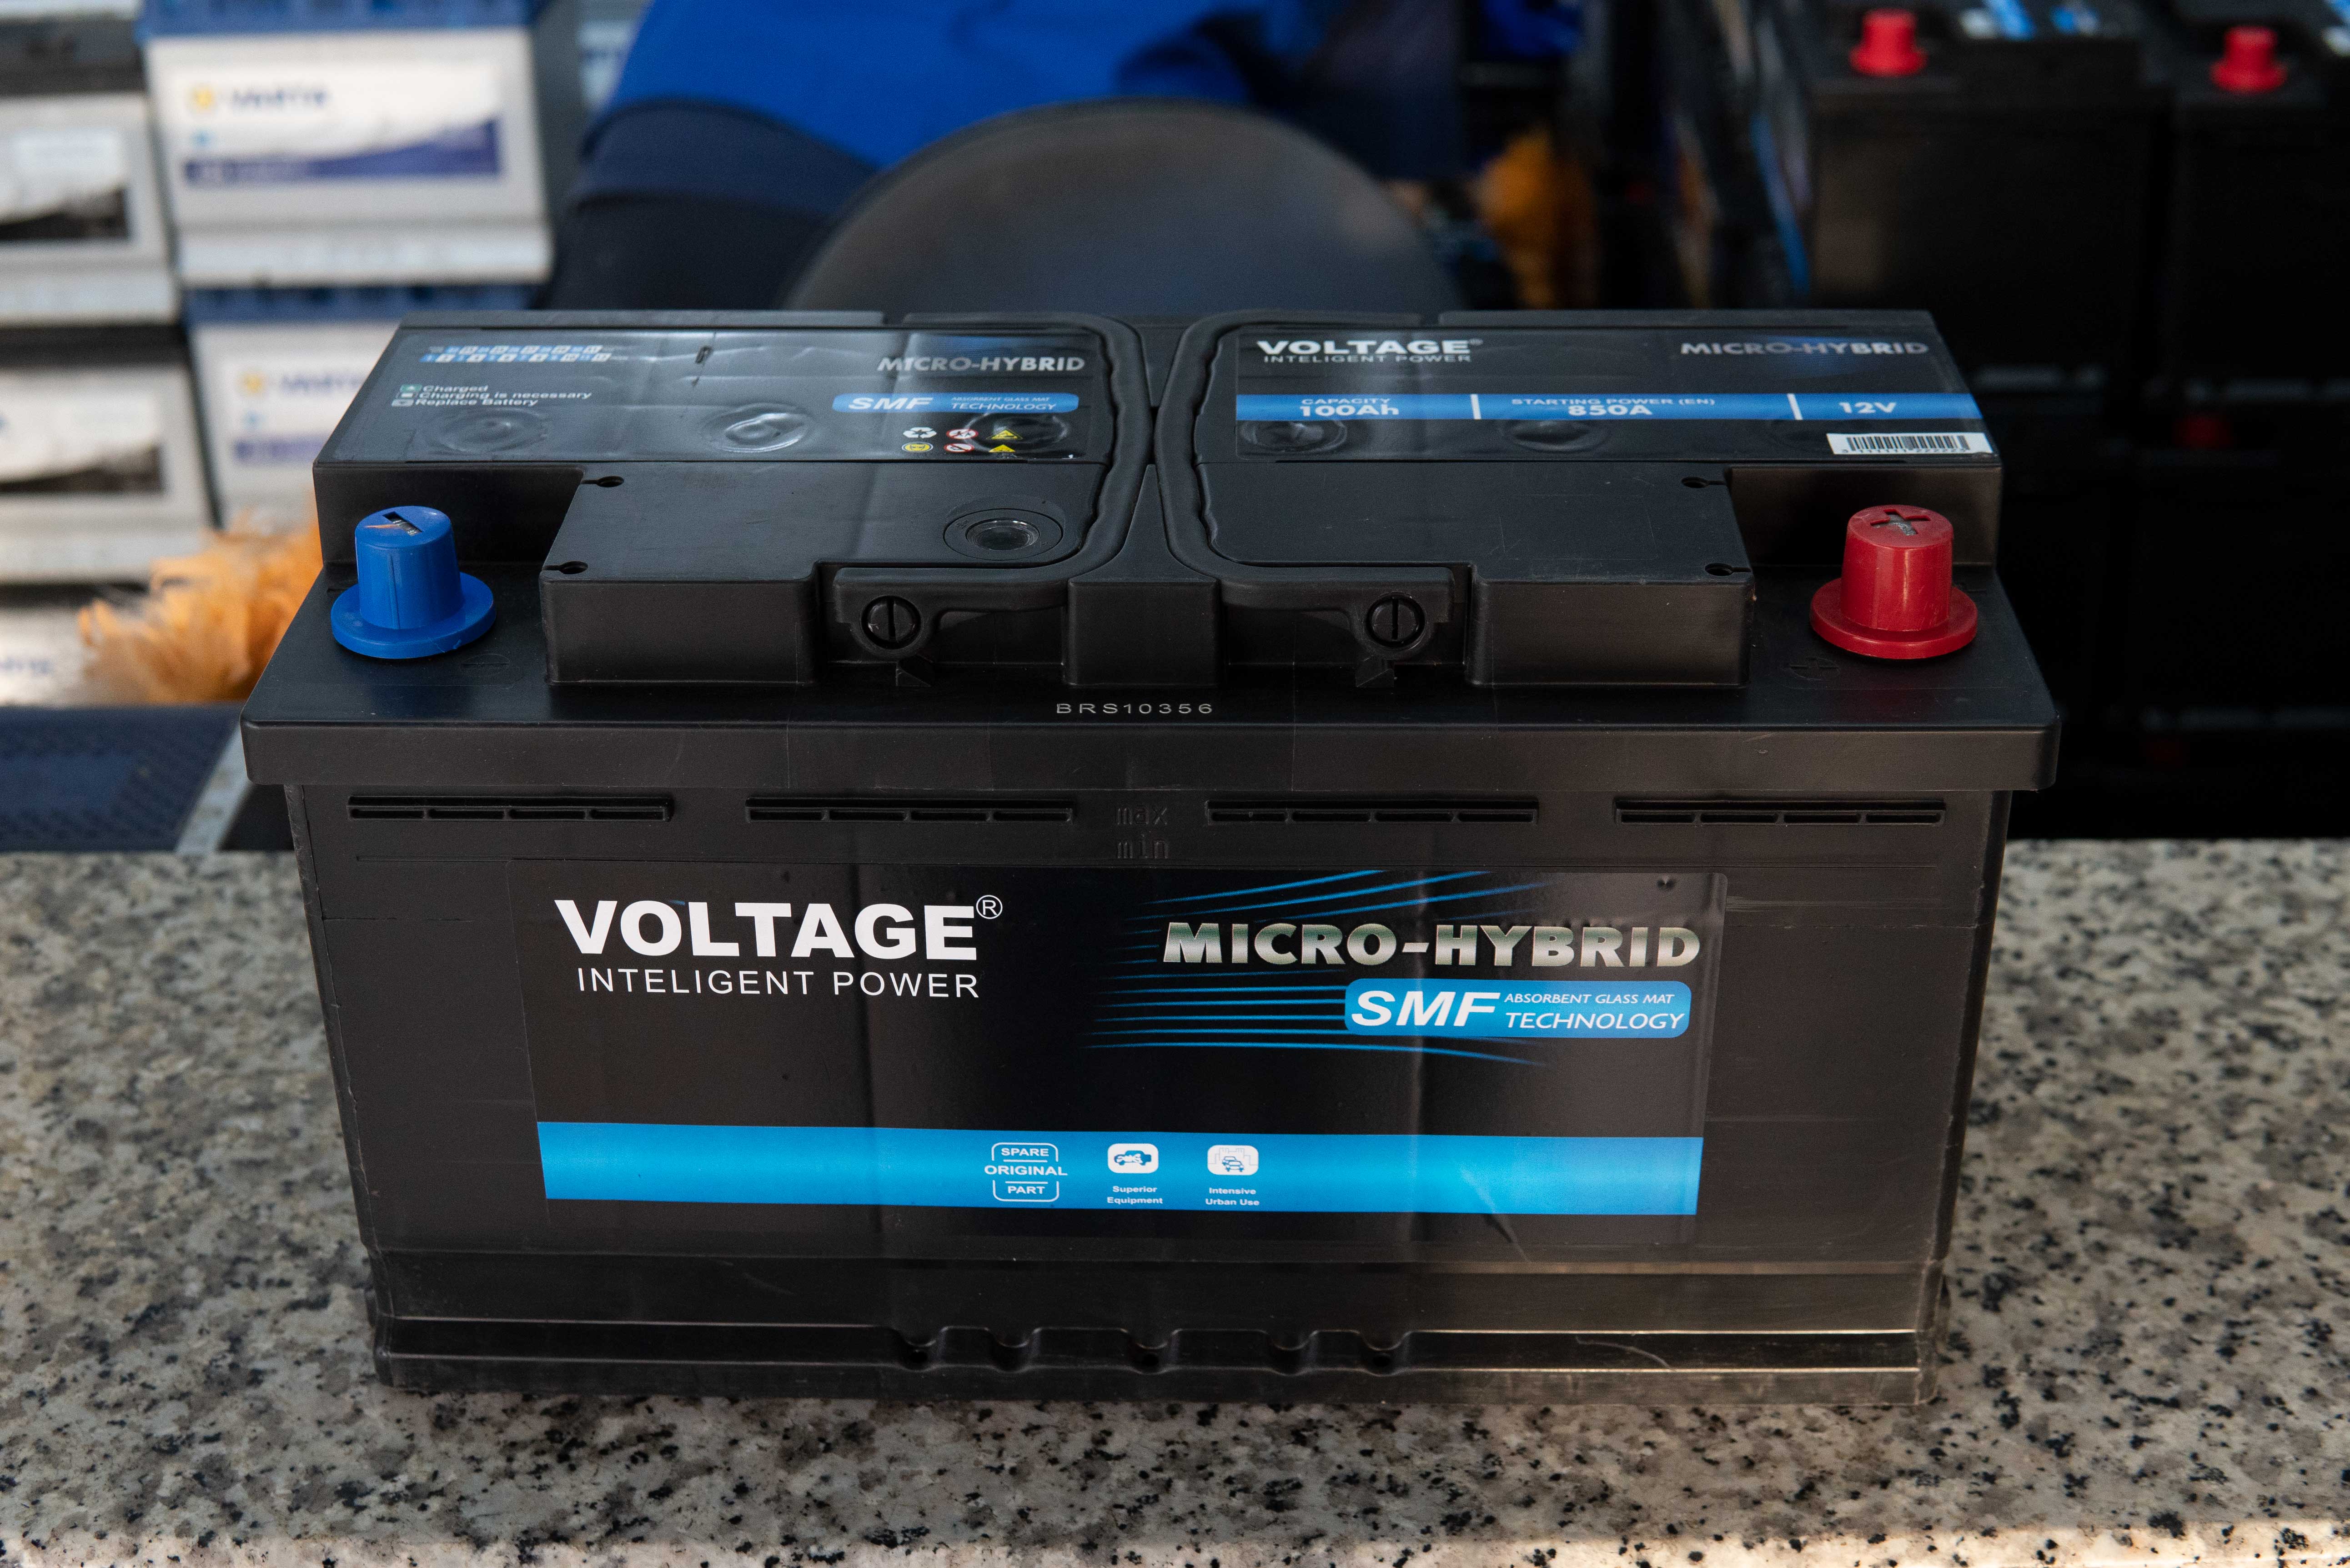 VARTA
MICRO-HYBRID
Charged
Charging is necessary
Replace Battery
SMF ABSORBENT GLASS MAT
TECHNOLOGY
VOLTAGE®
INTELIGENT POWER
MICRO-HYBRID
CAPACITY
100Ah
STARTING POWER (EN)
850A
12V
BRS10356
max
min
VOLTAGE®
INTELIGENT POWER
MICRO-HYBRID
SMF ABSORBENT GLASS MAT
TECHNOLOGY
SPARE
ORIGINAL
PART
Superior
Equipment
Intensive
Urban Use